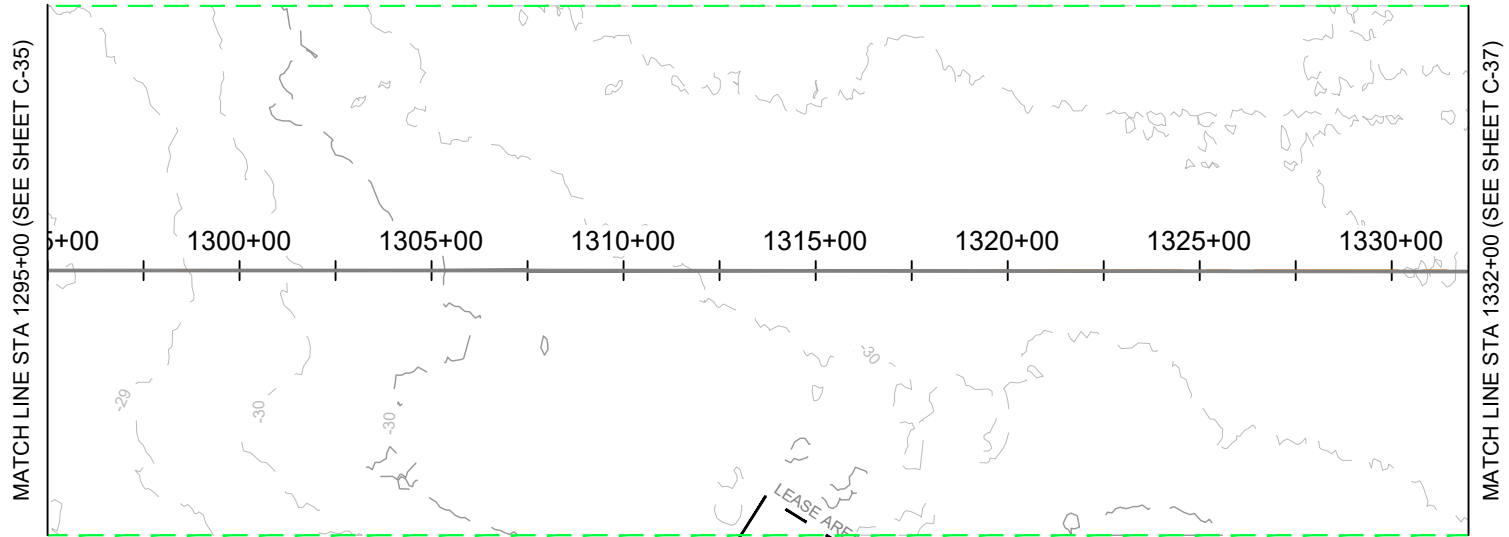 MATCH LINE STA 1295+00 (SEE SHEET C-35)
5+00 1300+00 1305+00 1310+00 1315+00 1320+00 1325+00 1330+00
-30
-29
-30
-30
LEASE ARE
MATCH LINE STA 1332+00 (SEE SHEET C-37)